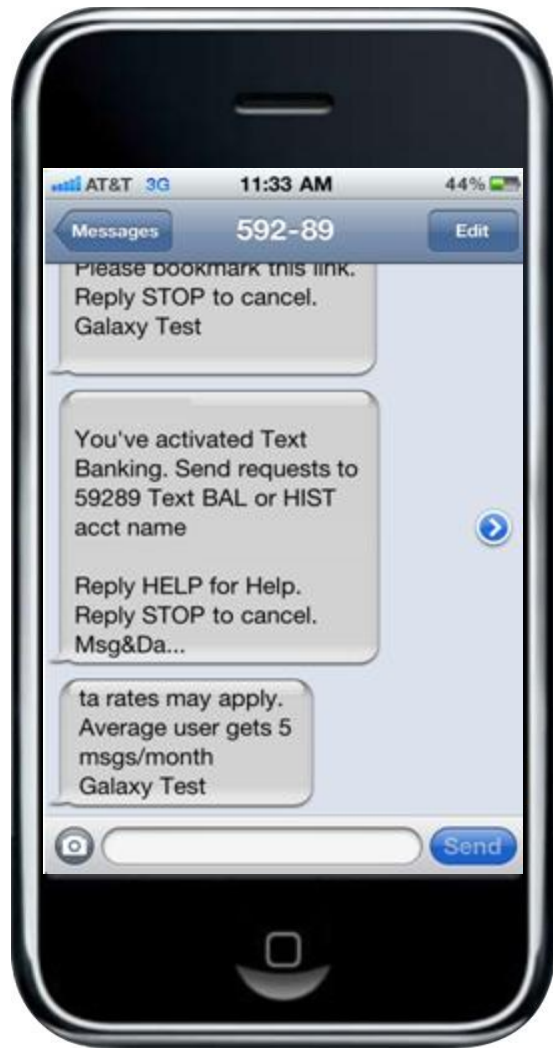 AT&T 3G 11:33 AM 44%
Messages 592-89 Edit
Please bookmark this link.
Reply STOP to cancel.
Galaxy Test
You've activated Text
Banking. Send requests to
59289 Text BAL or HIST
acct name
Reply HELP for Help.
Reply STOP to cancel.
Msg&Da...
ta rates may apply.
Average user gets 5
msgs/month
Galaxy Test
Send